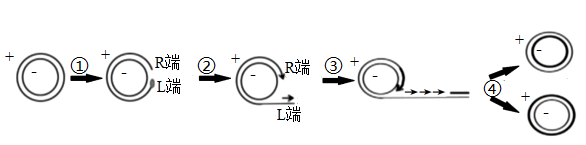 + - ① + - R端 L端 ② + - R端 L端 ③ + - ④ + - + -